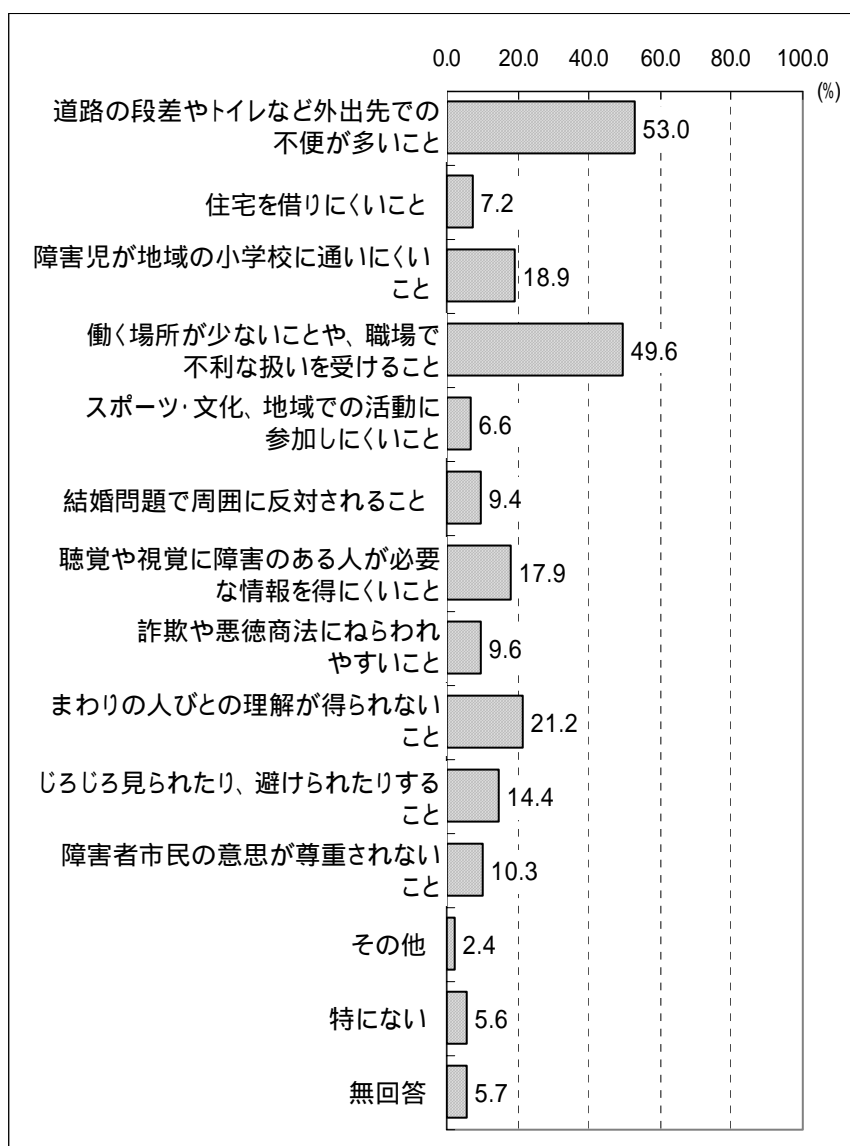 0.0 20.0 40.0 60.0 80.0 100.0
(%)
道路の段差やトイレなど外出先での
不便が多いこと
53.0
住宅を借りにくいこと
7.2
障害児が地域の小学校に通いにくい
こと
18.9
働く場所が少ないことや、職場で
不利な扱いを受けること
49.6
スポーツ・文化、地域での活動に
参加しにくいこと
6.6
結婚問題で周囲に反対されること
9.4
聴覚や視覚に障害のある人が必要
な情報を得にくいこと
17.9
詐欺や悪徳商法にねらわれ
やすいこと
9.6
まわりの人びとの理解が得られない
こと
21.2
じろじろ見られたり、避けられたりする
こと
14.4
障害者市民の意思が尊重されない
こと
10.3
その他
2.4
特にない
5.6
無回答
5.7